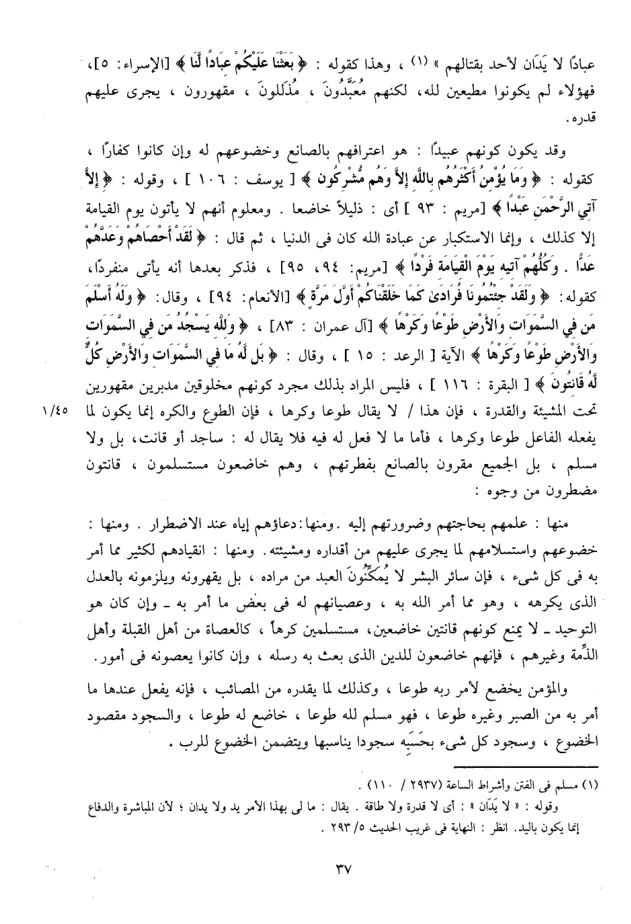 عبادًا لا يَدَان لأحد بقتالهم » (١) ، وهذا كقوله : ﴿ بَعَثْنَا عَلَيْكُمْ عِبَادًا لَّنَا ﴾ [الإسراء: ٥]،
فهؤلاء لم يكونوا مطيعين لله، لكنهم مُعَبَّدُونَ ، مُذَللونَ ، مقهورون ، يجرى عليهم
قدره.
وقد يكون كونهم عبيدًا : هو اعترافهم بالصانع وخضوعهم له وإن كانوا كفارًا ،
كقوله : ﴿ وَمَا يُؤْمِنُ أَكْثَرُهُم بِاللَّهِ إِلاَّ وَهُم مُّشْرِكُون ﴾ [ يوسف : ١٠٦ ] ، وقوله : ﴿ إِلاَّ
آتِي الرَّحْمَنِ عَبْدًا ﴾ [مريم : ٩٣ ] أى : ذليلاً خاضعا . ومعلوم أنهم لا يأتون يوم القيامة
إلا كذلك ، وإنما الاستكبار عن عبادة الله كان فى الدنيا ، ثم قال : ﴿ لَقَدْ أَحْصَاهُمْ وَعَدَّهُمْ
عَدًّا . وَكُلُّهُمْ آتِيهِ يَوْمَ الْقِيَامَةِ فَرْدًا ﴾ [مريم: ٩٤، ٩٥] ، فذكر بعدها أنه يأتى منفردًا،
كقوله: ﴿ وَلَقَدْ جِئْتُمُونَا فُرَادَىٰ كَمَا خَلَقْنَاكُمْ أَوَّلَ مَرَّةٍ ﴾ [الأنعام: ٩٤] ، وقال: ﴿ وَلَهُ أَسْلَمَ
مَن فِي السَّمَوَات وَالأَرْضِ طَوْعًا وَكَرْهًا ﴾ [آل عمران : ٨٣] ، ﴿ وَلِلَّهِ يَسْجُدُ مَن فِي السَّمَوَاتِ
وَالأَرْضِ طَوْعًا وَكَرْهًا ﴾ الآية [ الرعد : ١٥ ] ، وقال : ﴿ بَل لَّهُ مَا فِي السَّمَوَاتِ وَالأَرْضِ كُلٌّ
لَّهُ قَانِتُونَ ﴾ [ البقرة : ١١٦ ] ، فليس المراد بذلك مجرد كونهم مخلوقين مدبرين مقهورين
تحت المشيئة والقدرة ، فإن هذا / لا يقال طوعا وكرها ، فإن الطوع والكره إنما يكون لما
١/٤٥
يفعله الفاعل طوعا وكرها ، فأما ما لا فعل له فيه فلا يقال له : ساجد أو قانت، بل ولا
مسلم ، بل الجميع مقرون بالصانع بفطرتهم ، وهم خاضعون مستسلمون ، قانتون
مضطرون من وجوه :
منها : علمهم بحاجتهم وضرورتهم إليه .ومنها:دعاؤهم إياه عند الاضطرار . ومنها :
خضوعهم واستسلامهم لما يجرى عليهم من أقداره ومشيئته. ومنها : انقيادهم لكثير مما أمر
به فى كل شىء ، فإن سائر البشر لا يُمَكِّنُونَ العبد من مراده ، بل يقهرونه ويلزمونه بالعدل
الذى يكرهه ، وهو مما أمر الله به ، وعصيانهم له فى بعض ما أمر به ـ وإن كان هو
التوحيد ـ لا يمنع كونهم قانتين خاضعين، مستسلمين كرهاً ، كالعصاة من أهل القبلة وأهل
الذِّمة وغيرهم ، فإنهم خاضعون للدين الذى بعث به رسله ، وإن كانوا يعصونه فى أمور.
والمؤمن يخضع لأمر ربه طوعا ، وكذلك لما يقدره من المصائب ، فإنه يفعل عندها ما
أمر به من الصبر وغيره طوعا ، فهو مسلم لله طوعا ، خاضع له طوعا ، والسجود مقصود
الخضوع ، وسجود كل شىء بحَسَبِه سجودا يناسبها ويتضمن الخضوع للرب .
(١) مسلم فى الفتن وأشراط الساعة (٢٩٣٧ / ١١٠) .
وقوله : « لا يَدَان » : أى لا قدرة ولا طاقة . يقال : ما لى بهذا الأمر يد ولا يدان ؛ لأن المباشرة والدفاع
إنما يكون باليد. انظر : النهاية فى غريب الحديث ٢٩٣/٥ .
٣٧